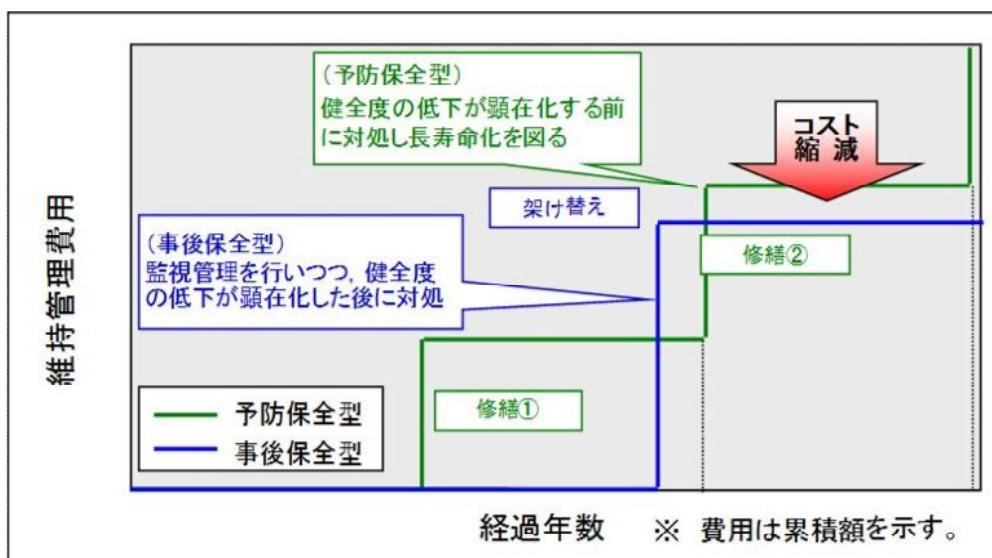 （予防保全型）
健全度の低下が顕在化する前
に対処し長寿命化を図る
コスト
縮 減
架け替え
（事後保全型）
監視管理を行いつつ，健全度
の低下が顕在化した後に対処
修繕②
修繕①
予防保全型
事後保全型
維持管理費用
経過年数　※ 費用は累積額を示す。